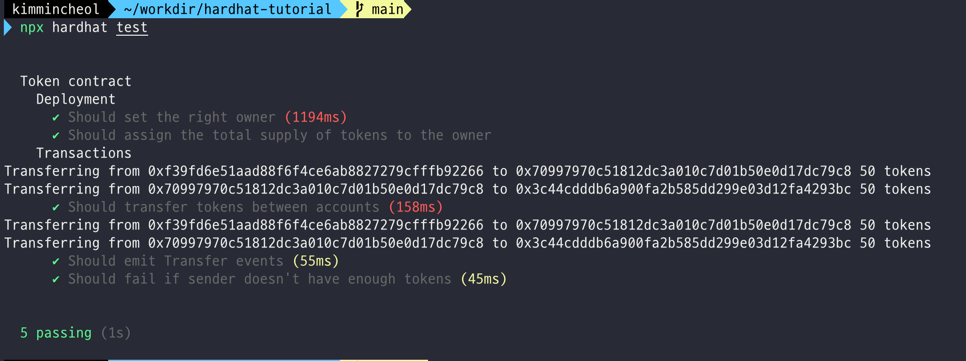 kimmincheol ~/workdir/hardhat-tutorial main
npx hardhat test
Token contract
Deployment
✔ Should set the right owner (1194ms)
✔ Should assign the total supply of tokens to the owner
Transactions
Transferring from 0xf39fd6e51aad88f6f4ce6ab8827279cfffb92266 to 0x70997970c51812dc3a010c7d01b50e0d17dc79c8 50 tokens
Transferring from 0x70997970c51812dc3a010c7d01b50e0d17dc79c8 to 0x3c44cdddb6a900fa2b585dd299e03d12fa4293bc 50 tokens
✔ Should transfer tokens between accounts (158ms)
Transferring from 0xf39fd6e51aad88f6f4ce6ab8827279cfffb92266 to 0x70997970c51812dc3a010c7d01b50e0d17dc79c8 50 tokens
Transferring from 0x70997970c51812dc3a010c7d01b50e0d17dc79c8 to 0x3c44cdddb6a900fa2b585dd299e03d12fa4293bc 50 tokens
✔ Should emit Transfer events (55ms)
✔ Should fail if sender doesn't have enough tokens (45ms)
5 passing (1s)